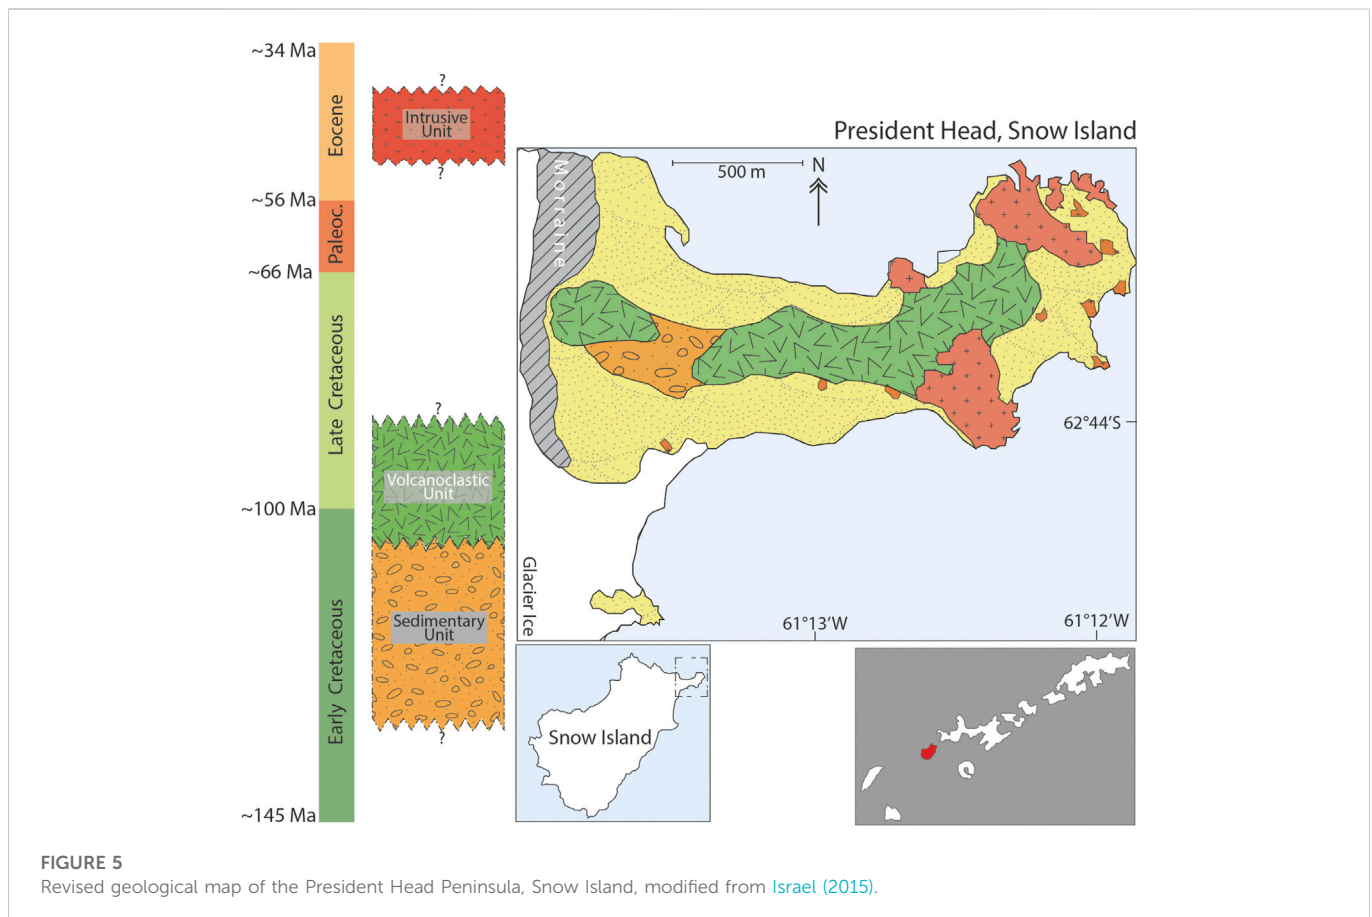 ~34 Ma
Eocene
~56 Ma
Paleoc.
~66 Ma
Late Cretaceous
~100 Ma
Early Cretaceous
~145 Ma
?
Intrusive
Unit
?
?
Volcanoclastic
Unit
Sedimentary
Unit
?
President Head, Snow Island
Morraine
500 m
N
62°44'S
Glacier Ice
61°13'W
61°12'W
Snow Island
FIGURE 5
Revised geological map of the President Head Peninsula, Snow Island, modified from Israel (2015).